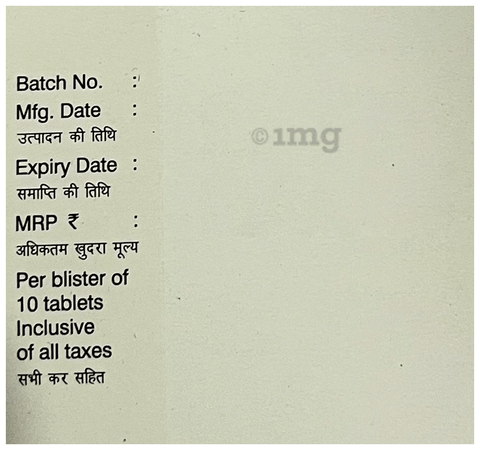 Batch No. :
Mfg. Date :
उत्पादन की तिथि
Expiry Date :
समाप्ति की तिथि
MRP ₹ :
अधिकतम खुदरा मूल्य
Per blister of
10 tablets
Inclusive
of all taxes
सभी कर सहित
©1mg